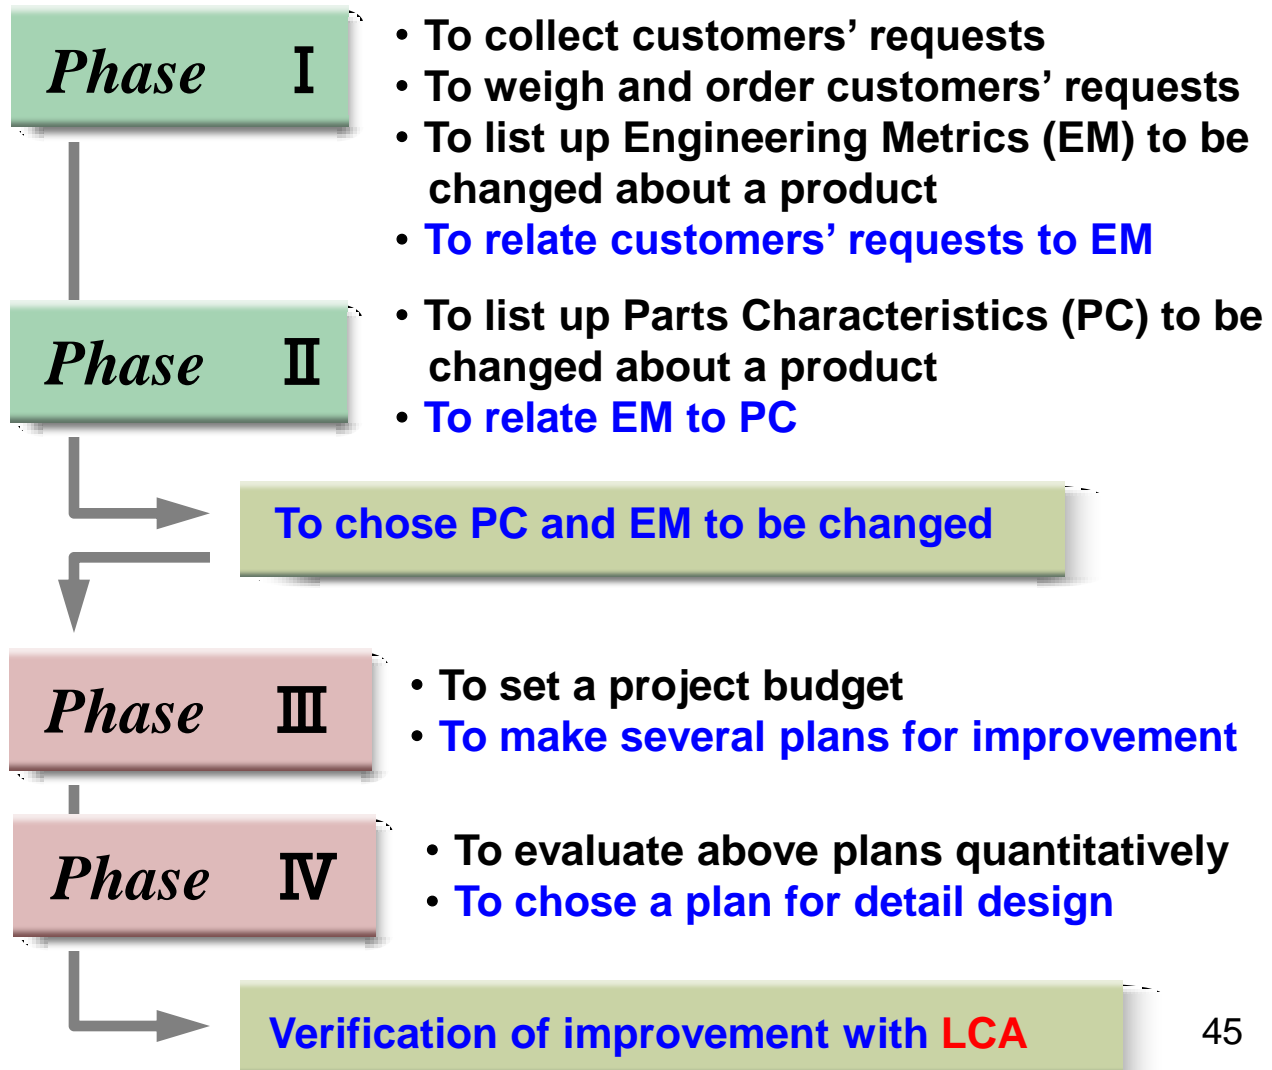 Phase Ⅰ
• To collect customers’ requests
• To weigh and order customers’ requests
• To list up Engineering Metrics (EM) to be
changed about a product
• To relate customers’ requests to EM
Phase Ⅱ
• To list up Parts Characteristics (PC) to be
changed about a product
• To relate EM to PC
To chose PC and EM to be changed
Phase Ⅲ
• To set a project budget
• To make several plans for improvement
Phase Ⅳ
• To evaluate above plans quantitatively
• To chose a plan for detail design
Verification of improvement with LCA
45